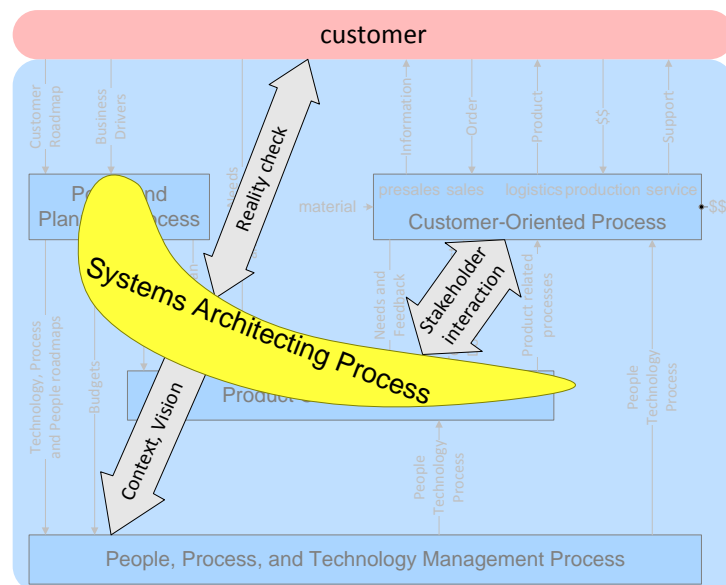 customer
Customer
Roadmap
Business
Drivers
Needs
Reality check
Information
Order
Product
$$
Support
presales sales logistics production service
material
Customer-Oriented Process
$$
Systems Architecting Process
Stakeholder
interaction
Needs and
Feedback
Product related
processes
Technology, Process
and People roadmaps
Budgets
Context, Vision
Product
People
Technology
Process
People
Technology
Process
People, Process, and Technology Management Process